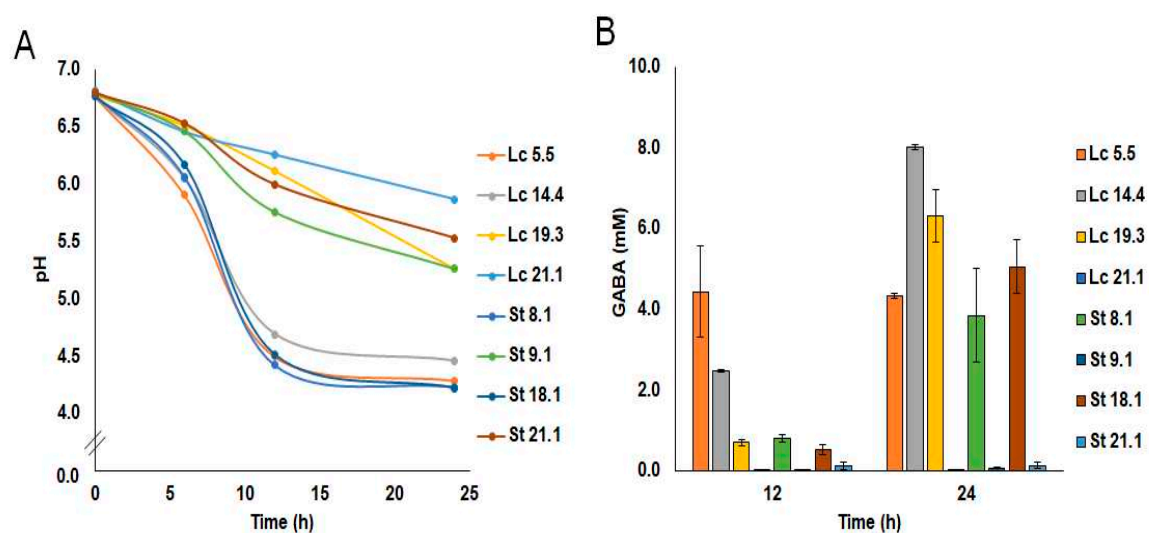 A
7.0
6.5
6.0
5.5
5.0
4.5
4.0
0.0
pH
0 5 10 15 20 25
Time (h)
Lc 5.5
Lc 14.4
Lc 19.3
Lc 21.1
St 8.1
St 9.1
St 18.1
St 21.1
B
10.0
8.0
6.0
4.0
2.0
0.0
GABA (mM)
12 24
Time (h)
Lc 5.5
Lc 14.4
Lc 19.3
Lc 21.1
St 8.1
St 9.1
St 18.1
St 21.1